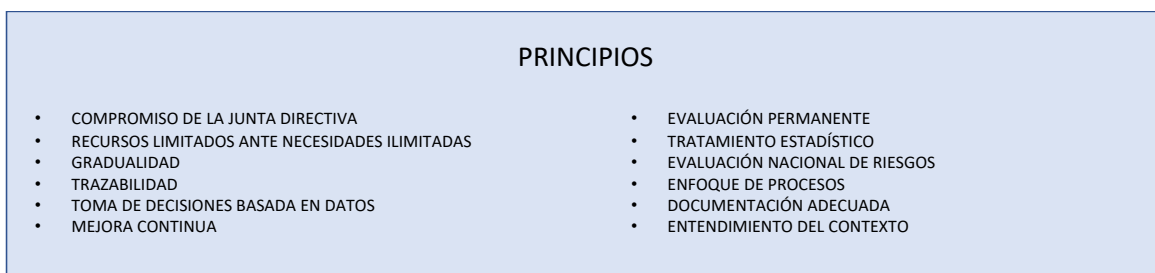 PRINCIPIOS
• COMPROMISO DE LA JUNTA DIRECTIVA
• RECURSOS LIMITADOS ANTE NECESIDADES ILIMITADAS
• GRADUALIDAD
• TRAZABILIDAD
• TOMA DE DECISIONES BASADA EN DATOS
• MEJORA CONTINUA
• EVALUACIÓN PERMANENTE
• TRATAMIENTO ESTADÍSTICO
• EVALUACIÓN NACIONAL DE RIESGOS
• ENFOQUE DE PROCESOS
• DOCUMENTACIÓN ADECUADA
• ENTENDIMIENTO DEL CONTEXTO